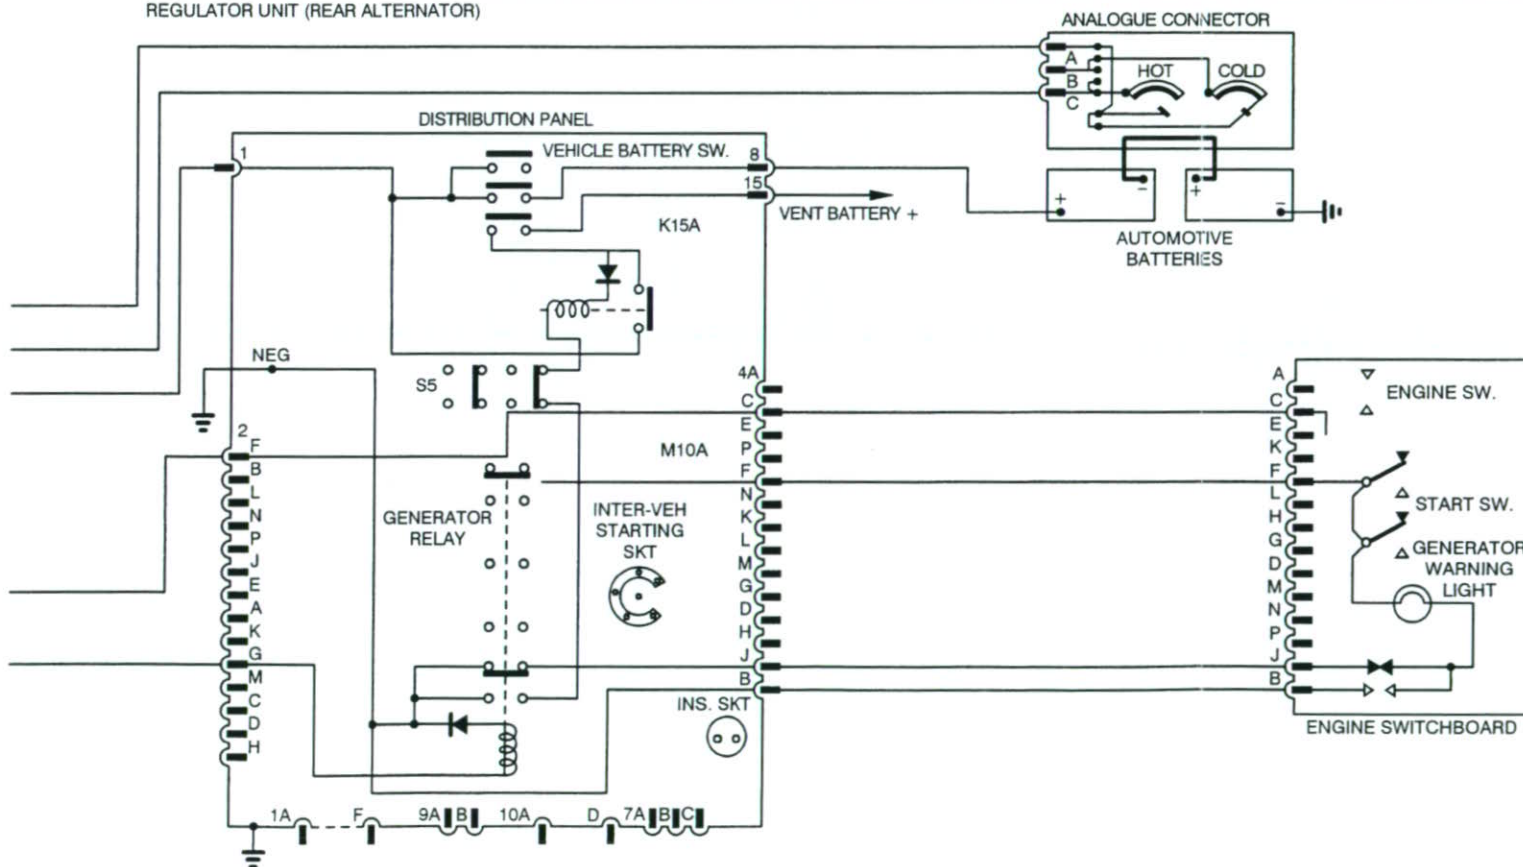 REGULATOR UNIT (REAR ALTERNATOR)
ANALOGUE CONNECTOR
A
HOT
COLD
B
C
DISTRIBUTION PANEL
1
VEHICLE BATTERY SW.
8
15
K15A
VENT BATTERY +
+
−
+
−
AUTOMOTIVE
BATTERIES
NEG
S5
4A
C
E
P
F
N
K
L
M
G
D
H
J
B
M10A
2
F
B
L
N
P
J
E
A
K
G
M
C
D
H
GENERATOR
RELAY
INTER-VEH
STARTING
SKT
INS. SKT
1A
F
9A
B
10A
D
7A
B
C
A
C
E
K
F
L
H
G
D
M
N
P
J
B
ENGINE SW.
START SW.
GENERATOR
WARNING
LIGHT
ENGINE SWITCHBOARD